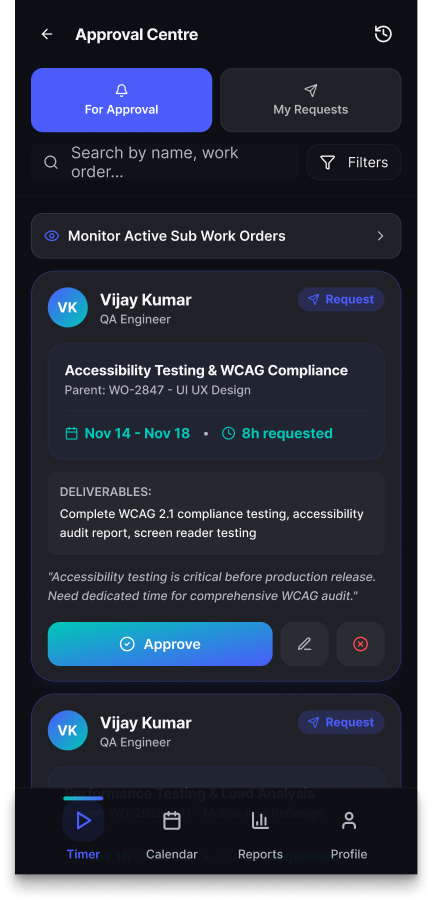 Approval Centre
For Approval
My Requests
Search by name, work
order...
Filters
Monitor Active Sub Work Orders
VK
Vijay Kumar
QA Engineer
Request
Accessibility Testing & WCAG Compliance
Parent: WO-2847 - UI UX Design
Nov 14 - Nov 18 • 8h requested
DELIVERABLES:
Complete WCAG 2.1 compliance testing, accessibility
audit report, screen reader testing
"Accessibility testing is critical before production release.
Need dedicated time for comprehensive WCAG audit."
Approve
VK
Vijay Kumar
QA Engineer
Request
Performance Testing & Load Analysis
Timer
Calendar
Reports
Profile